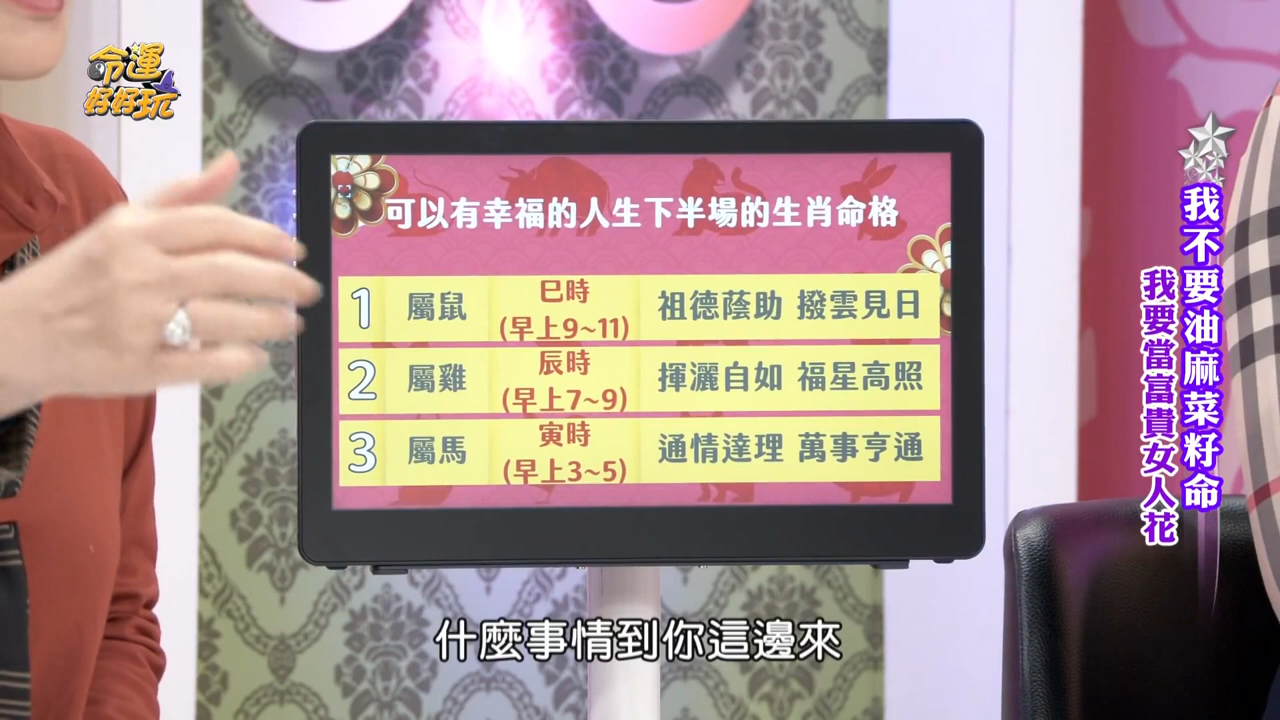 命運
好好玩
可以有幸福的人生下半場的生肖命格
1 屬鼠 巳時 (早上9~11) 祖德蔭助 撥雲見日
2 屬雞 辰時 (早上7~9) 揮灑自如 福星高照
3 屬馬 寅時 (早上3~5) 通情達理 萬事亨通
我不要油麻菜籽命
我要當富貴女人花
什麼事情到你這邊來